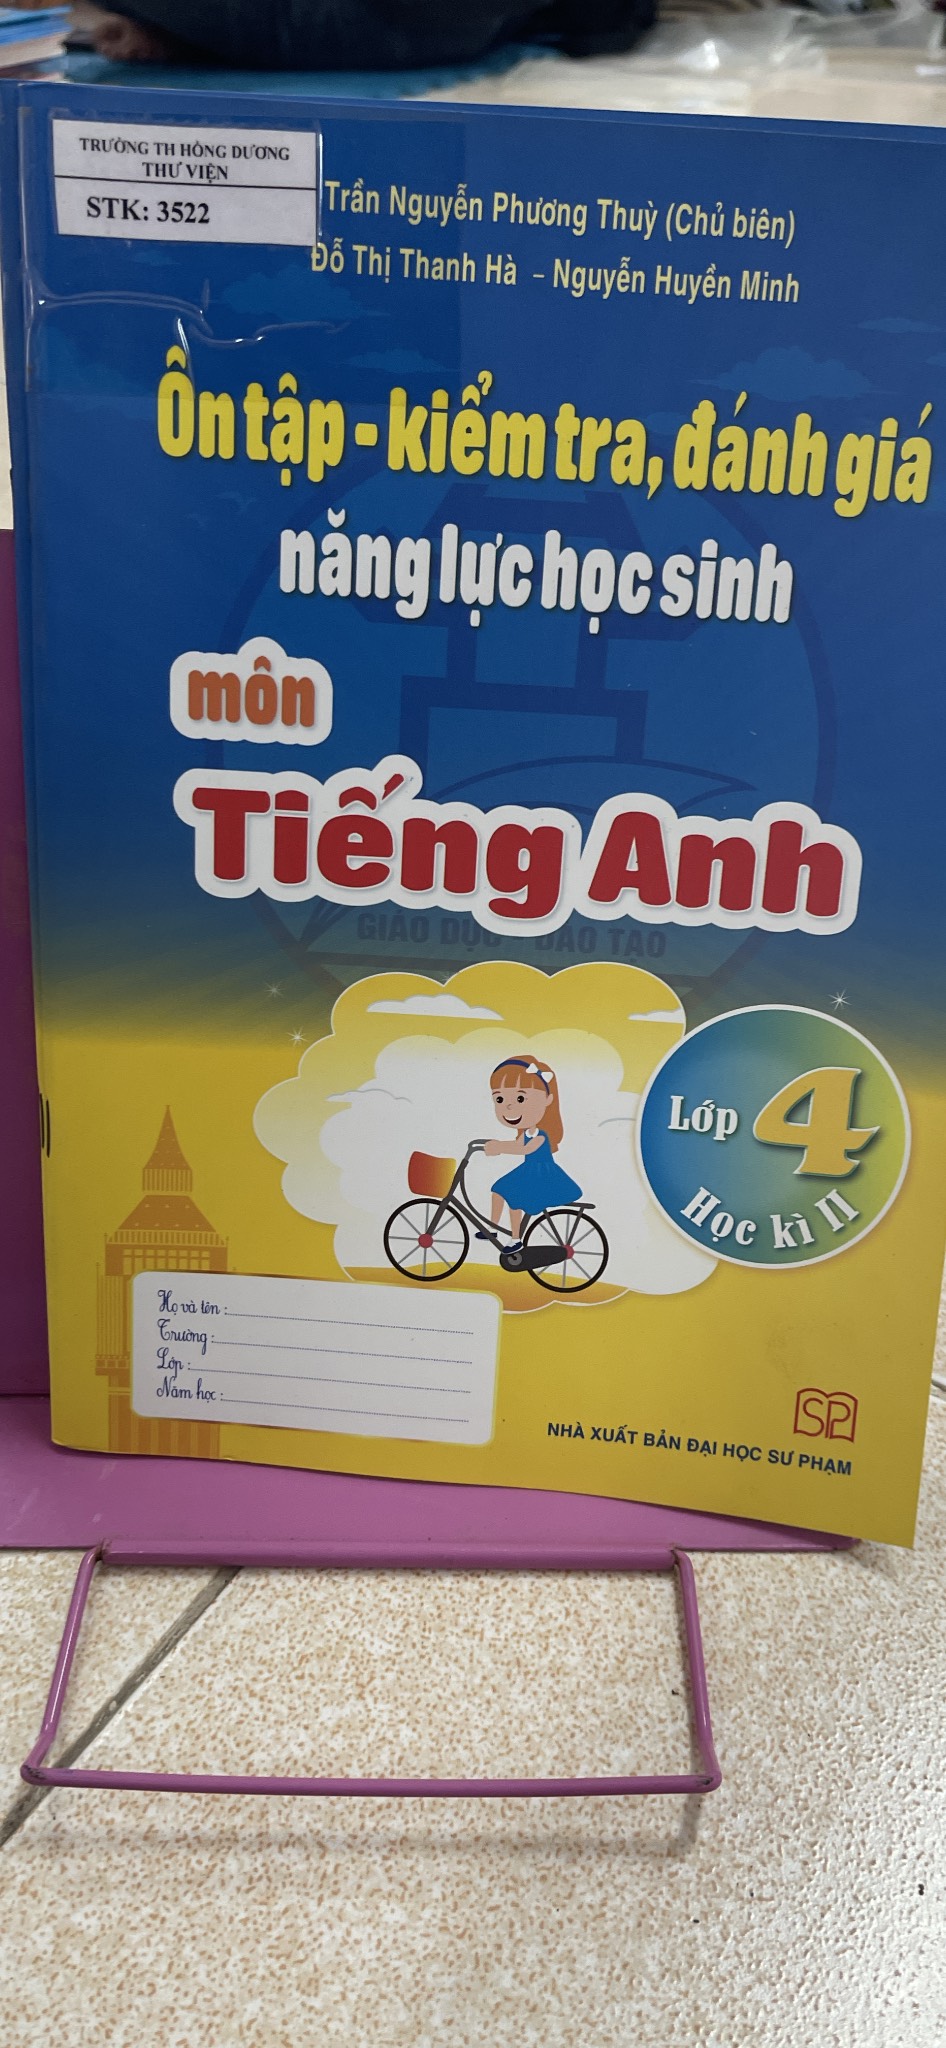 TRƯỜNG TH HỒNG DƯƠNG
THƯ VIỆN
STK: 3522
Trần Nguyễn Phương Thuỳ (Chủ biên)
Đỗ Thị Thanh Hà – Nguyễn Huyền Minh
Ôn tập - kiểm tra, đánh giá
năng lực học sinh
môn
Tiếng Anh
GIÁO DỤC - ĐÀO TẠO
Lớp 4
Học kì II
Họ và tên :
Trường :
Lớp :
Năm học :
SP
NHÀ XUẤT BẢN ĐẠI HỌC SƯ PHẠM